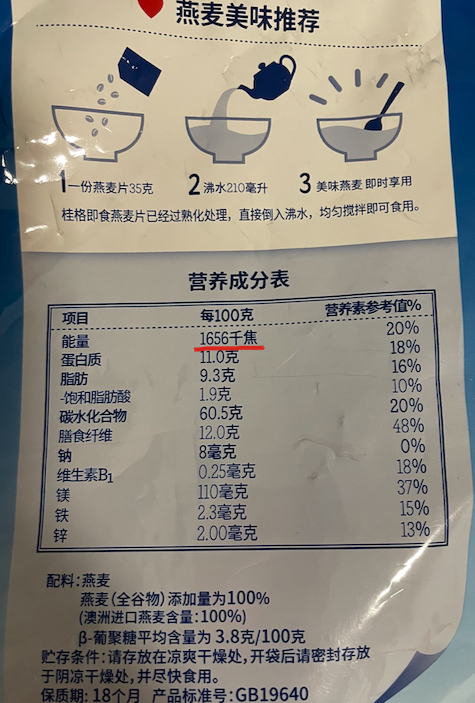 燕麦美味推荐
1 一份燕麦片35克 2 沸水210毫升 3 美味燕麦 即时享用
桂格即食燕麦片已经过熟化处理，直接倒入沸水，均匀搅拌即可食用。
营养成分表
项目 每100克 营养素参考值%
能量 1656千焦 20%
蛋白质 11.0克 18%
脂肪 9.3克 16%
-饱和脂肪酸 1.9克 10%
碳水化合物 60.5克 20%
膳食纤维 12.0克 48%
钠 8毫克 0%
维生素B₁ 0.25毫克 18%
镁 110毫克 37%
铁 2.3毫克 15%
锌 2.00毫克 13%
配料：燕麦
燕麦（全谷物）添加量为100%
（澳洲进口燕麦含量：100%）
β-葡聚糖平均含量为 3.8克/100克
贮存条件：请存放在凉爽干燥处，开袋后请密封存放
于阴凉干燥处，并尽快食用。
保质期：18个月 产品标准号：GB19640